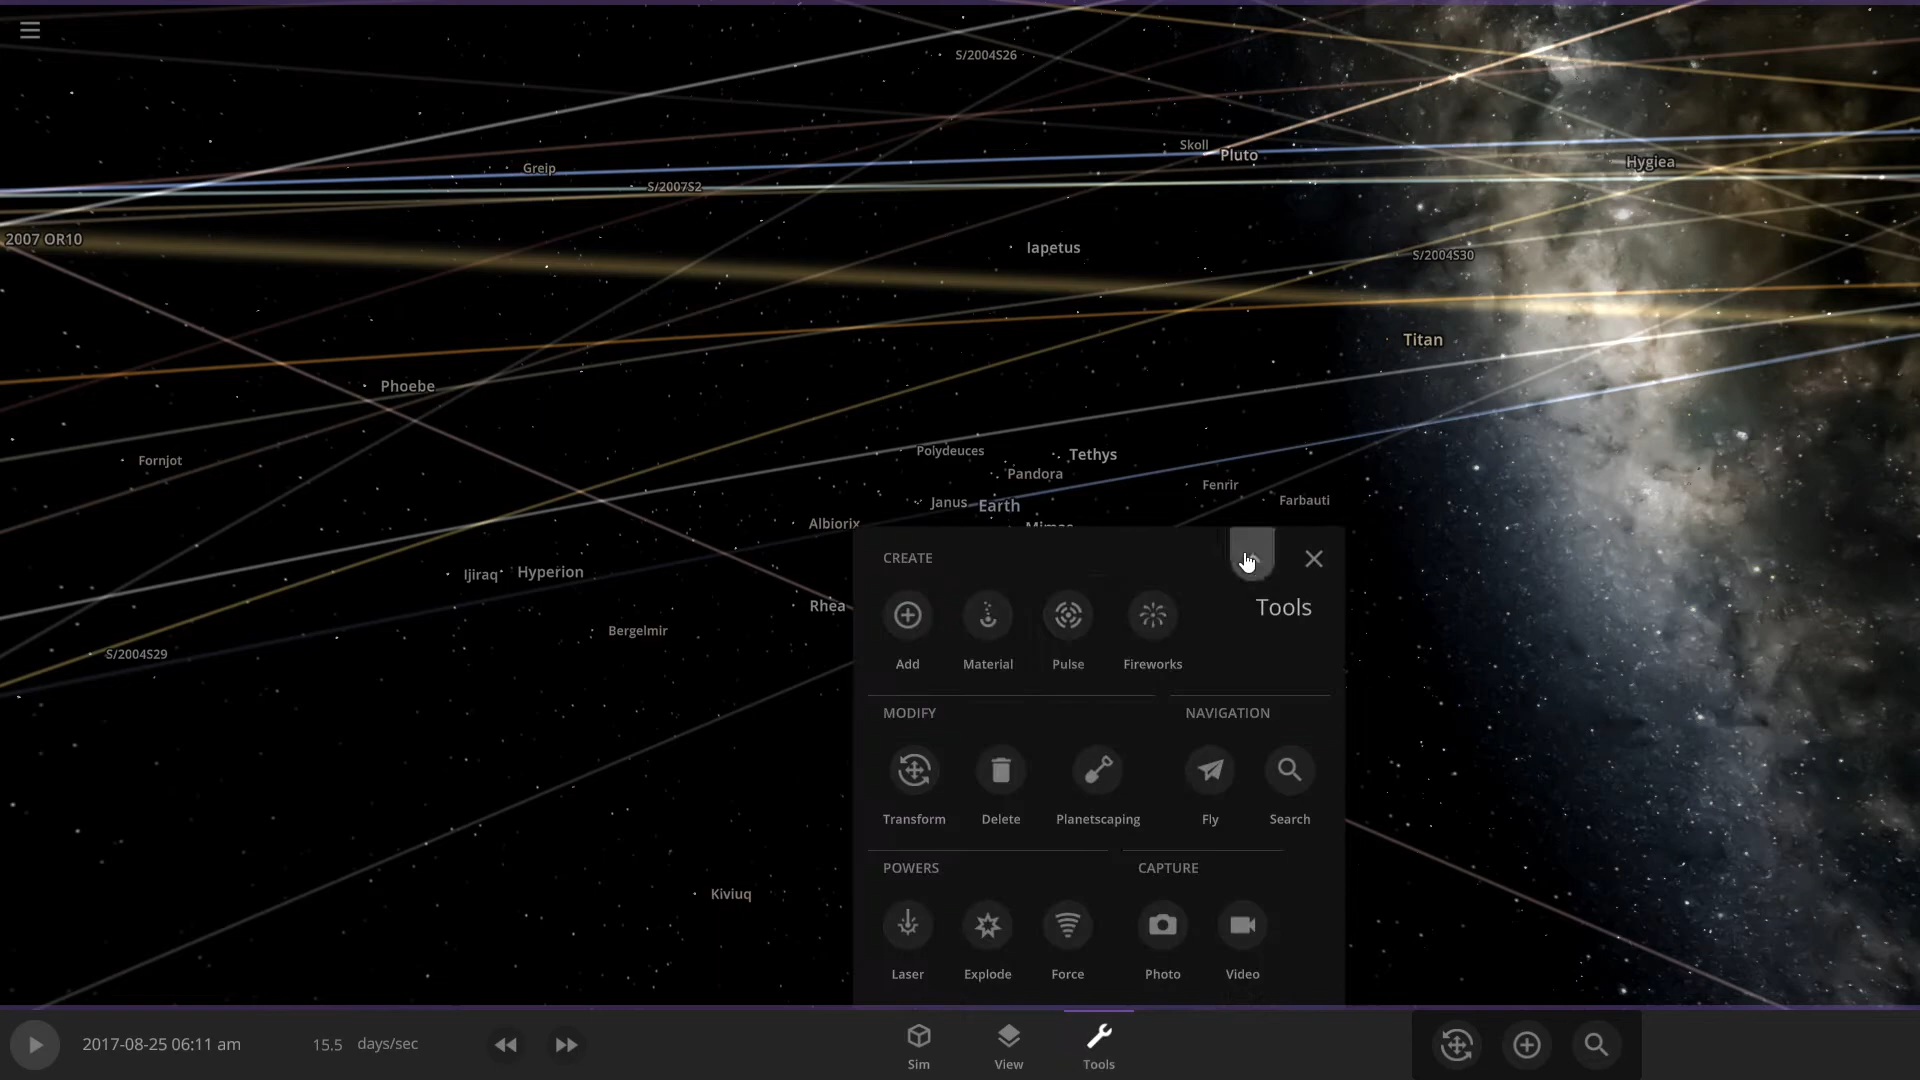 S/2004S26
Skoll
Pluto
Hygiea
Greip
S/2007S2
2007 OR10
Iapetus
S/2004S30
Titan
Phoebe
Fornjot
Polydeuces
Tethys
Pandora
Fenrir
Farbauti
Janus
Earth
Albiorix
Mimas
Ijiraq
Hyperion
Rhea
Bergelmir
S/2004S29
Kiviuq
CREATE
Tools
Add
Material
Pulse
Fireworks
MODIFY
NAVIGATION
Transform
Delete
Planetscaping
Fly
Search
POWERS
CAPTURE
Laser
Explode
Force
Photo
Video
2017-08-25 06:11 am
15.5 days/sec
Sim
View
Tools